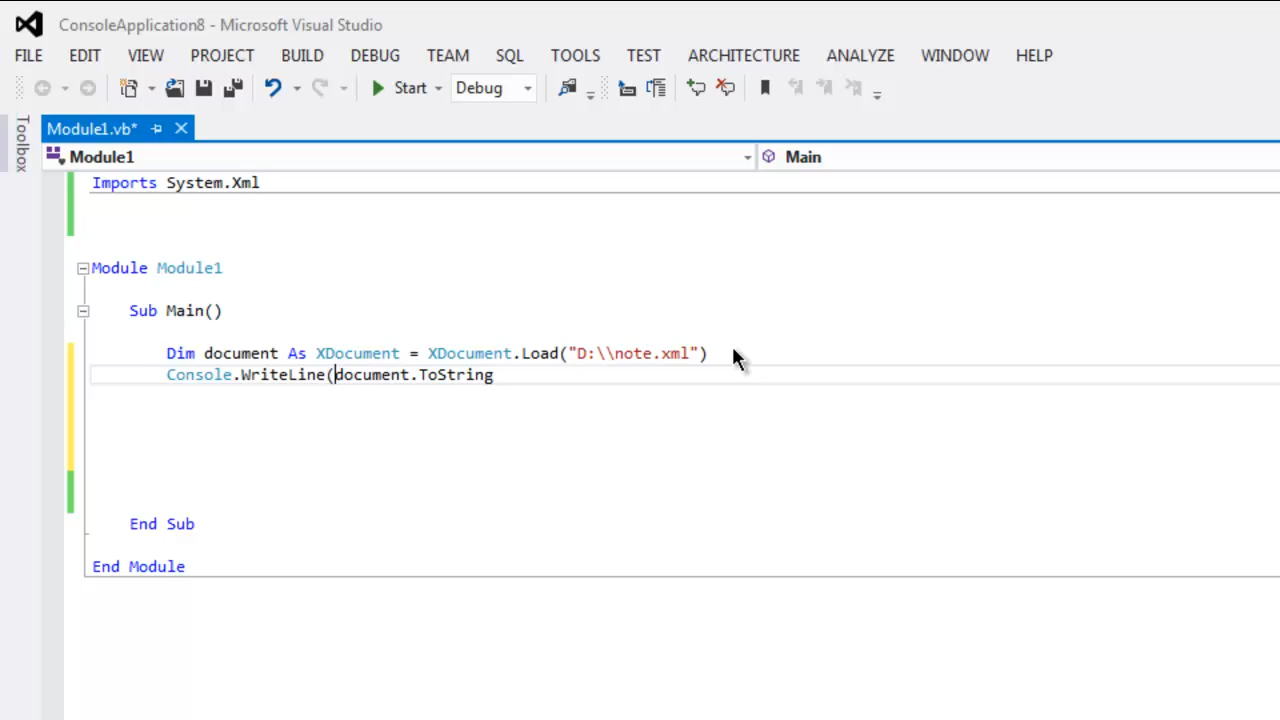 ConsoleApplication8 - Microsoft Visual Studio
FILE EDIT VIEW PROJECT BUILD DEBUG TEAM SQL TOOLS TEST ARCHITECTURE ANALYZE WINDOW HELP
Start Debug
Toolbox
Module1.vb*
Module1 Main
Imports System.Xml
Module Module1
Sub Main()
Dim document As XDocument = XDocument.Load("D:\\note.xml")
Console.WriteLine(document.ToString
End Sub
End Module